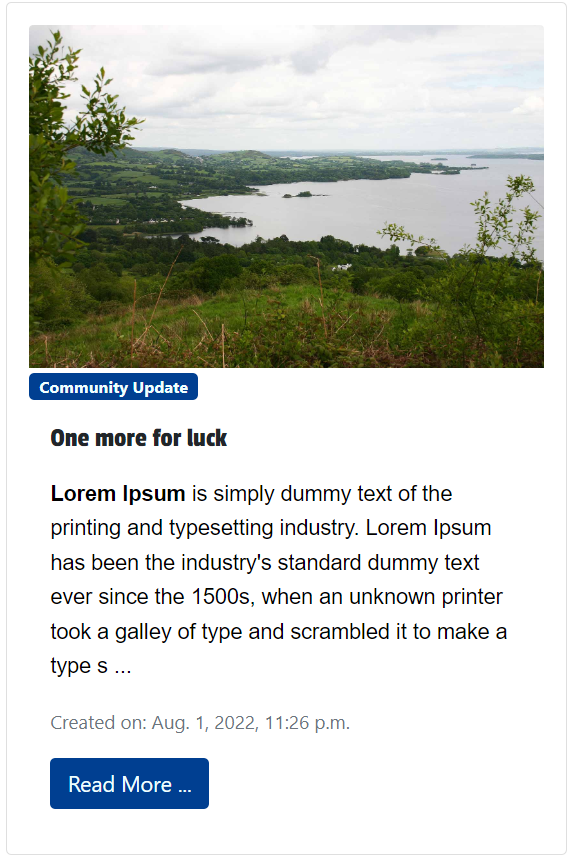 Community Update
One more for luck
Lorem Ipsum is simply dummy text of the
printing and typesetting industry. Lorem Ipsum
has been the industry's standard dummy text
ever since the 1500s, when an unknown printer
took a galley of type and scrambled it to make a
type s ...
Created on: Aug. 1, 2022, 11:26 p.m.
Read More ...